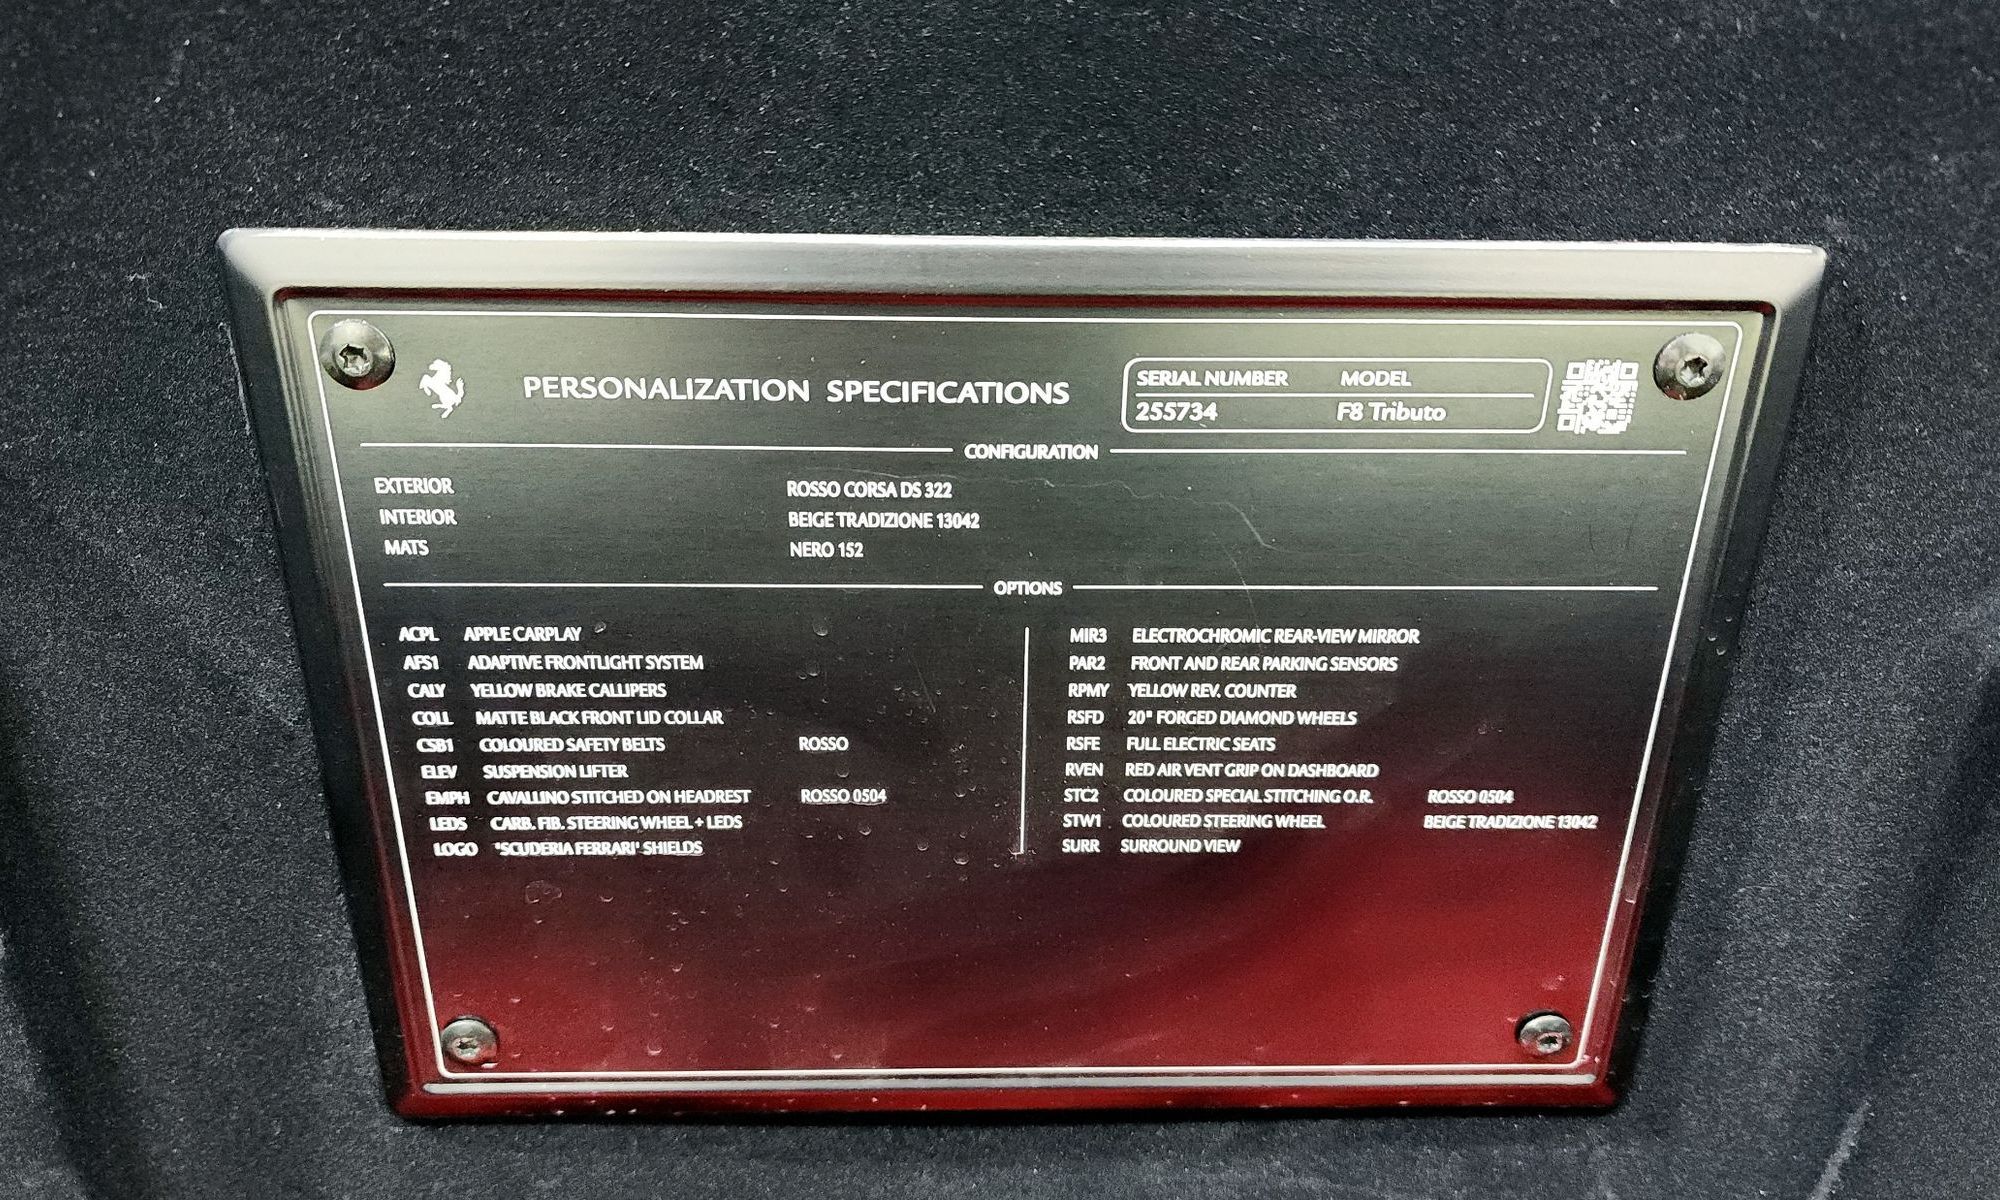 PERSONALIZATION SPECIFICATIONS
SERIAL NUMBER MODEL
255734 F8 Tributo
CONFIGURATION
EXTERIOR ROSSO CORSA DS 322
INTERIOR BEIGE TRADIZIONE 13042
MATS NERO 152
OPTIONS
ACPL APPLE CARPLAY
AFS1 ADAPTIVE FRONTLIGHT SYSTEM
CALY YELLOW BRAKE CALLIPERS
COLL MATTE BLACK FRONT LID COLLAR
CSB1 COLOURED SAFETY BELTS ROSSO
ELEV SUSPENSION LIFTER
EMPH CAVALLINO STITCHED ON HEADREST ROSSO 0504
LEDS CARB. FIB. STEERING WHEEL + LEDS
LOGO "SCUDERIA FERRARI" SHIELDS
MIR3 ELECTROCHROMIC REAR-VIEW MIRROR
PAR2 FRONT AND REAR PARKING SENSORS
RPMY YELLOW REV. COUNTER
RSFD 20" FORGED DIAMOND WHEELS
RSFE FULL ELECTRIC SEATS
RVEN RED AIR VENT GRIP ON DASHBOARD
STC2 COLOURED SPECIAL STITCHING O.R. ROSSO 0504
STW1 COLOURED STEERING WHEEL BEIGE TRADIZIONE 13042
SURR SURROUND VIEW